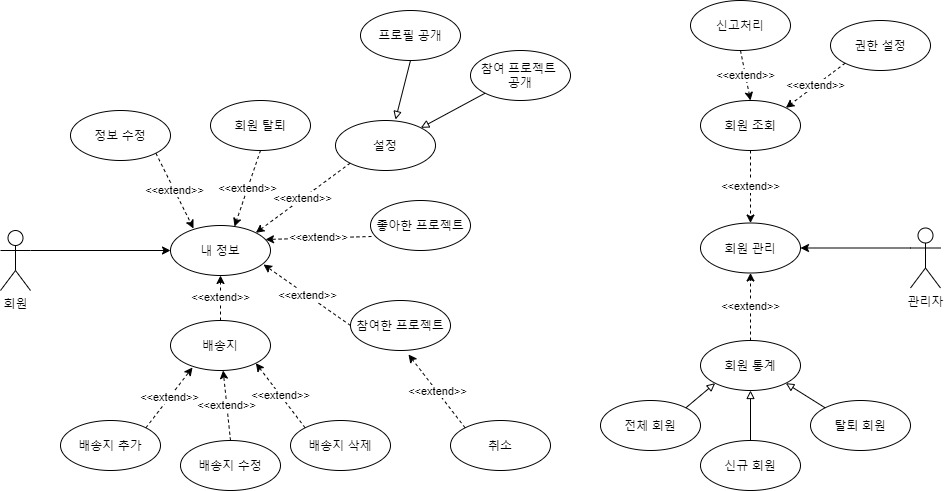 프로필 공개
참여 프로젝트
공개
정보 수정
회원 탈퇴
설정
<<extend>>
<<extend>>
<<extend>>
좋아한 프로젝트
<<extend>>
내 정보
회원
<<extend>>
<<extend>>
참여한 프로젝트
배송지
<<extend>>
<<extend>>
<<extend>>
<<extend>>
배송지 추가
배송지 수정
배송지 삭제
취소
신고처리
권한 설정
<<extend>>
<<extend>>
회원 조회
<<extend>>
회원 관리
관리자
<<extend>>
회원 통계
전체 회원
신규 회원
탈퇴 회원